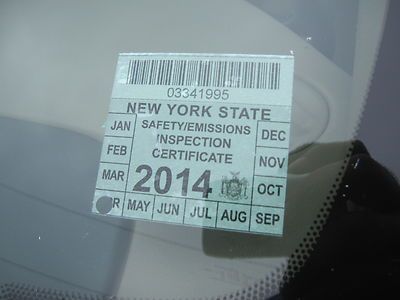 03341995
NEW YORK STATE
JAN SAFETY/EMISSIONS DEC
FEB INSPECTION NOV
CERTIFICATE
MAR 2014 OCT
MAY JUN JUL AUG SEP